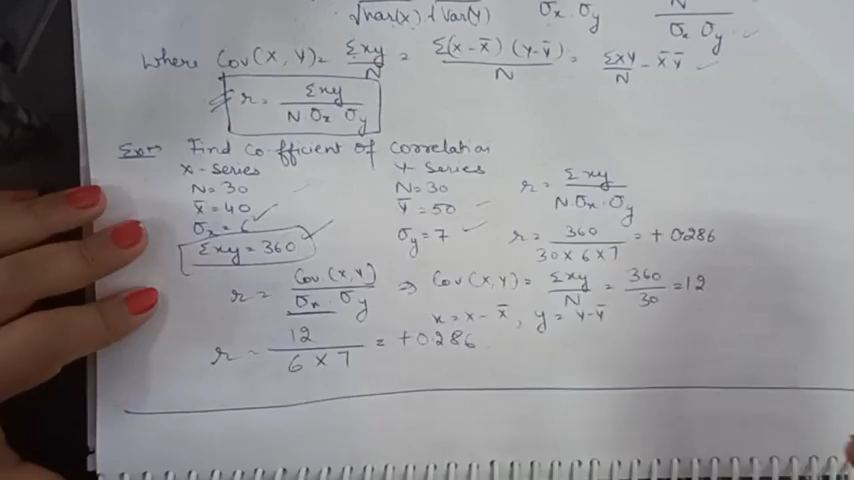 √Var(X) √Var(Y)
σx · σy
N
σx σy
Where Cov(X, Y) = Σxy/N = Σ(X-X̄) (Y-Ȳ)/N = ΣXY/N - X̄Ȳ
r = Σxy/(N σx σy)
Find Co-fficient of Correlation
X-Series
Y-Series
N=30
N=30
r = Σxy/(N σx · σy)
X̄=40
Ȳ=50
σx=6
σy=7
r = 360/(30 X 6 X 7) = + 0.286
Σxy=360
r = Cov(X,Y)/(σx · σy) ⇒ Cov(X,Y) = Σxy/N = 360/30 = 12
x = X - X̄, y = Y-Ȳ
r = 12/(6 X 7) = +0.286